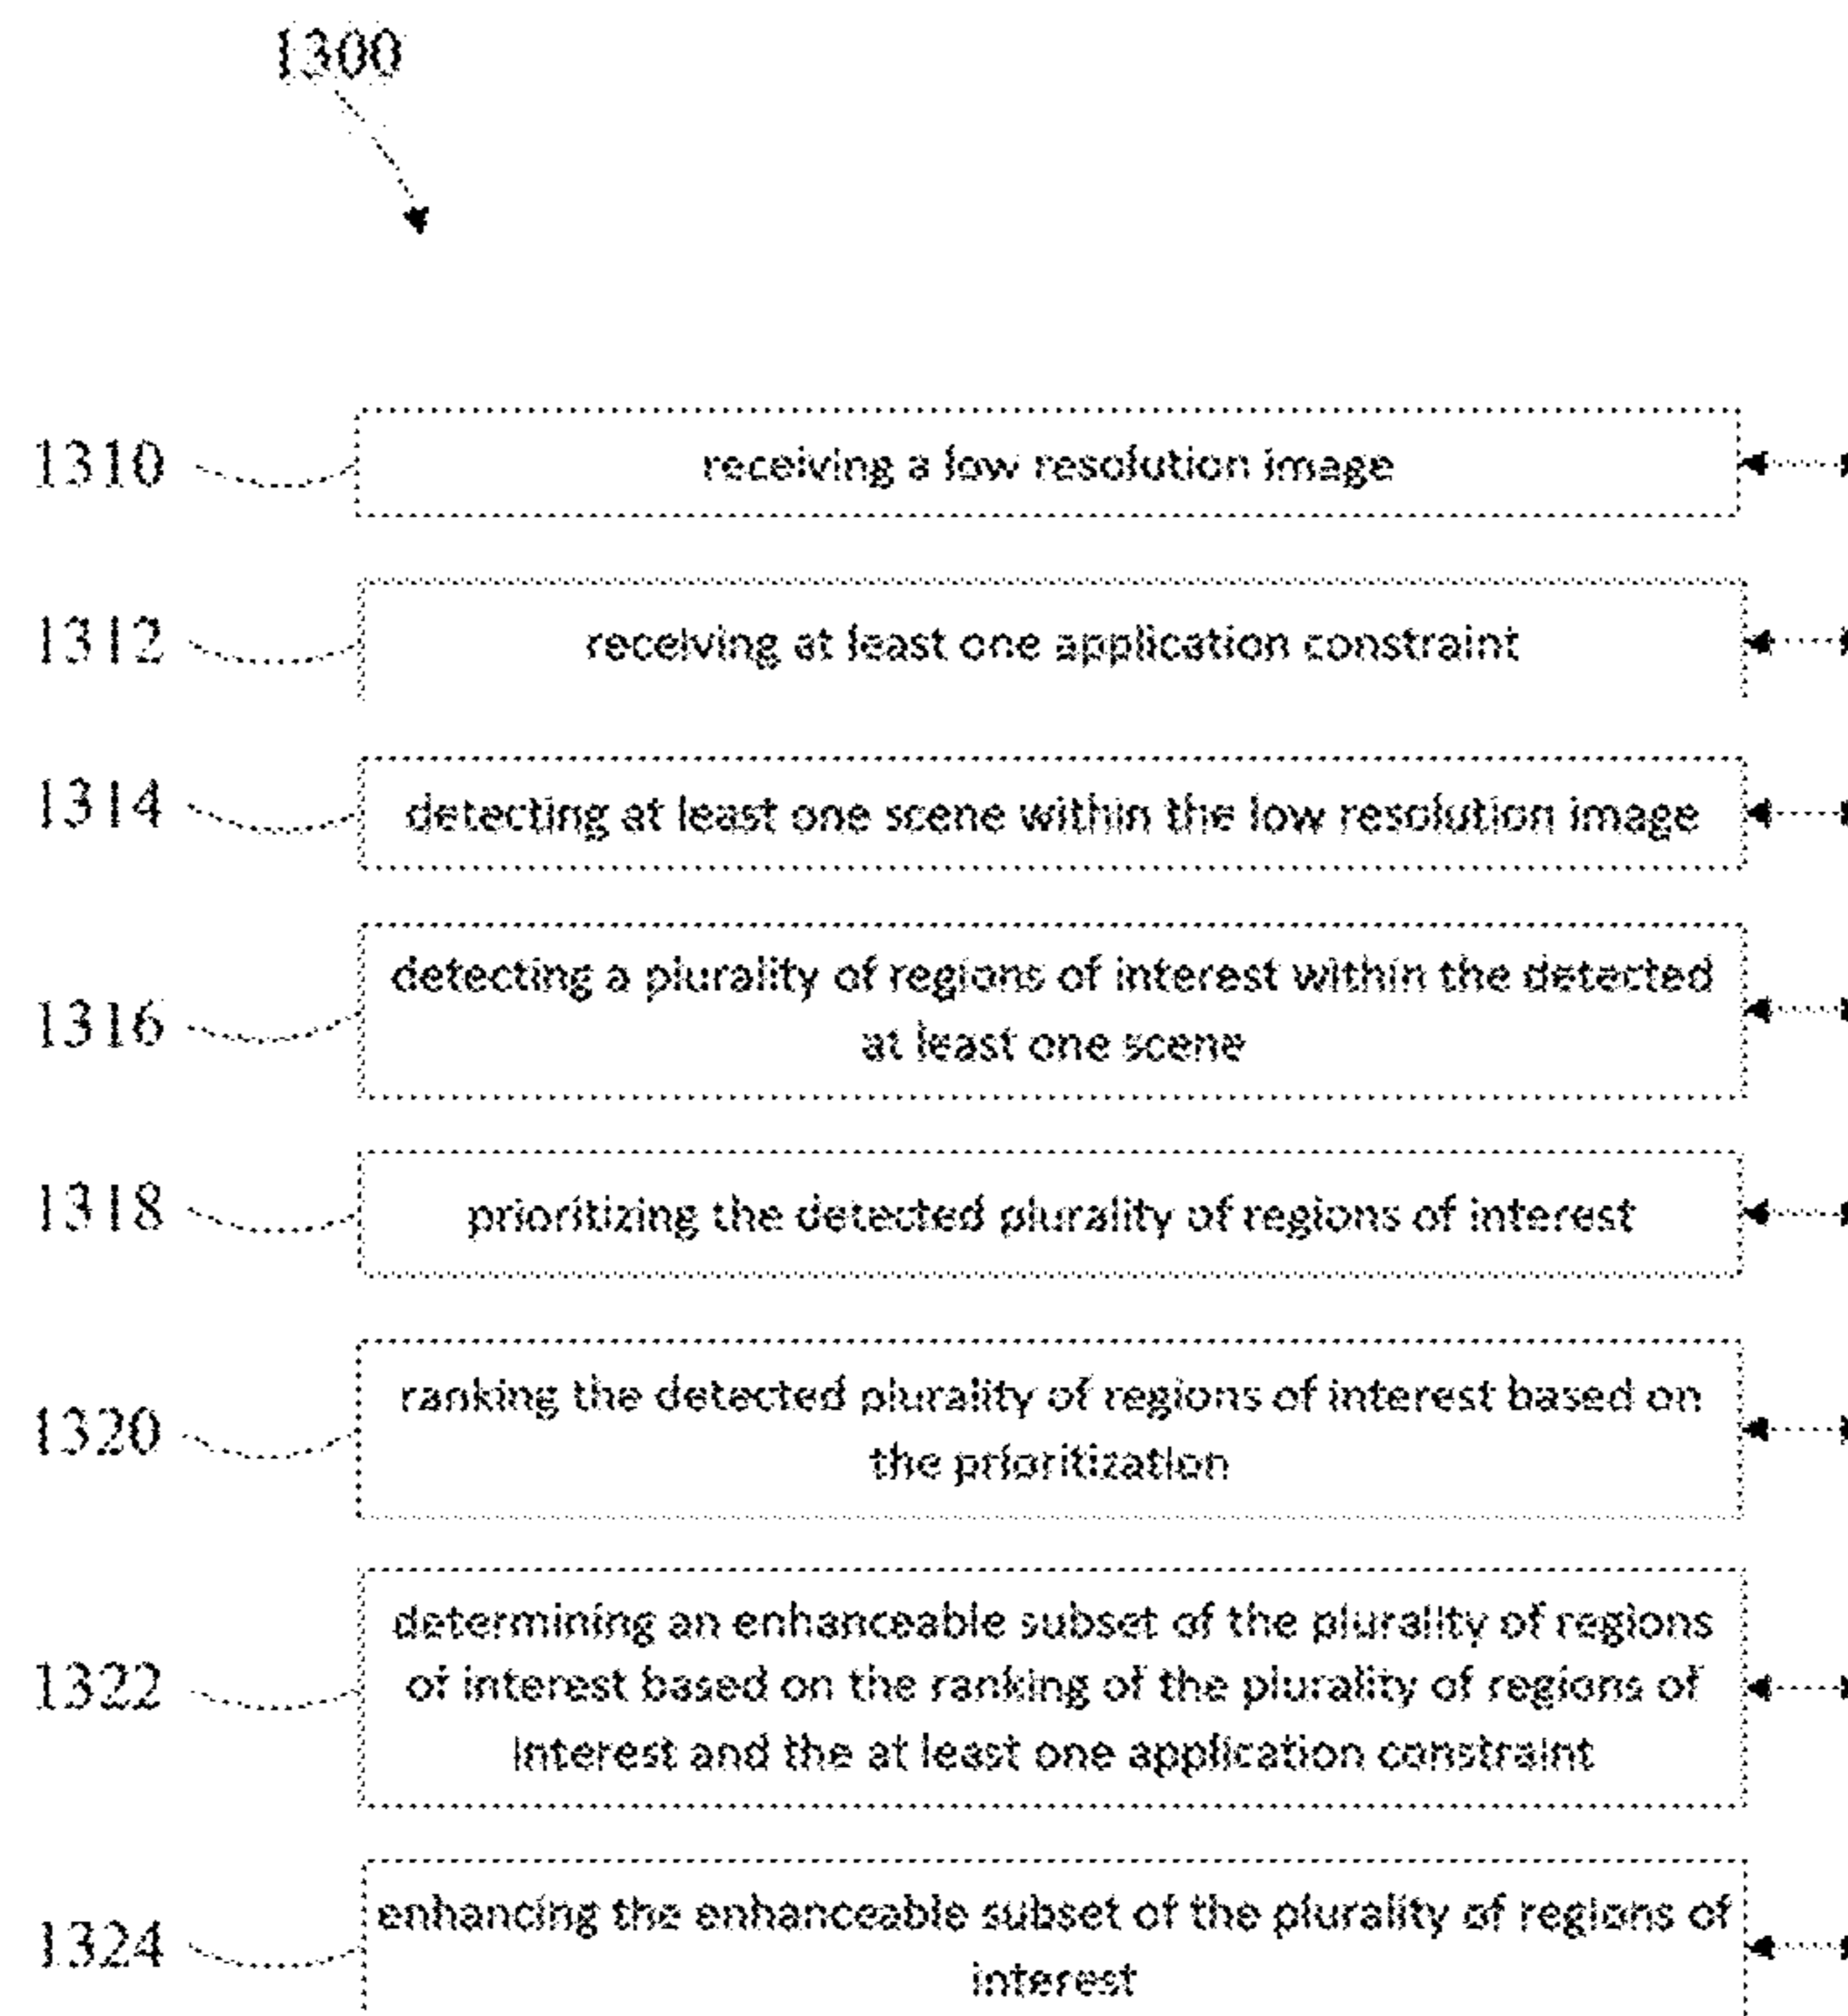 1300
1310
receiving a low resolution image
1312
receiving at least one application constraint
1314
detecting at least one scene within the low resolution image
1316
detecting a plurality of regions of interest within the detected
at least one scene
1318
prioritizing the detected plurality of regions of interest
1320
ranking the detected plurality of regions of interest based on
the prioritization
1322
determining an enhanceable subset of the plurality of regions
of interest based on the ranking of the plurality of regions of
interest and the at least one application constraint
1324
enhancing the enhanceable subset of the plurality of regions of
interest